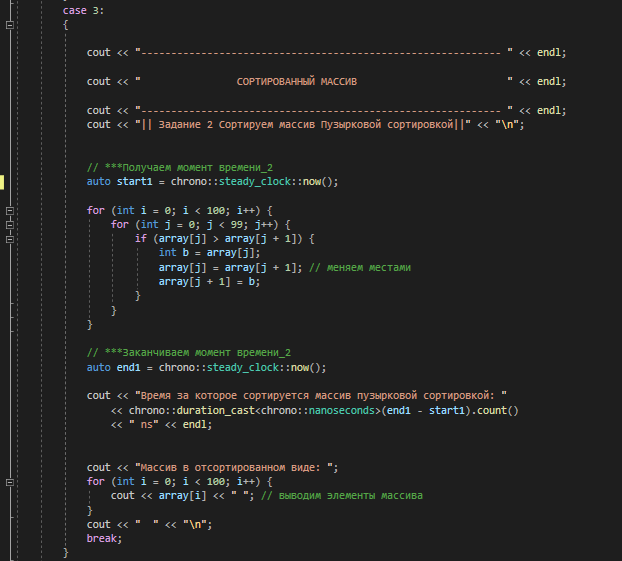 case 3:
{
cout << "------------------------------------------------------------ " << endl;
cout << "                СОРТИРОВАННЫЙ МАССИВ                         " << endl;
cout << "------------------------------------------------------------ " << endl;
cout << "|| Задание 2 Сортируем массив Пузырковой сортировкой||" << "\n";
// ***Получаем момент времени_2
auto start1 = chrono::steady_clock::now();
for (int i = 0; i < 100; i++) {
for (int j = 0; j < 99; j++) {
if (array[j] > array[j + 1]) {
int b = array[j];
array[j] = array[j + 1]; // меняем местами
array[j + 1] = b;
}
}
}
// ***Заканчиваем момент времени_2
auto end1 = chrono::steady_clock::now();
cout << "Время за которое сортируется массив пузырковой сортировкой: "
<< chrono::duration_cast<chrono::nanoseconds>(end1 - start1).count()
<< " ns" << endl;
cout << "Массив в отсортированном виде: ";
for (int i = 0; i < 100; i++) {
cout << array[i] << " "; // выводим элементы массива
}
cout << "  " << "\n";
break;
}